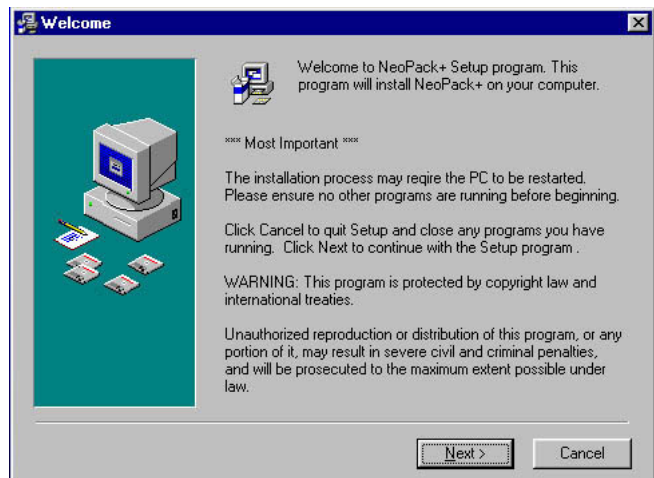 Welcome
Welcome to NeoPack+ Setup program. This
program will install NeoPack+ on your computer.
*** Most Important ***
The installation process may reqire the PC to be restarted.
Please ensure no other programs are running before beginning.
Click Cancel to quit Setup and close any programs you have
running. Click Next to continue with the Setup program .
WARNING: This program is protected by copyright law and
international treaties.
Unauthorized reproduction or distribution of this program, or any
portion of it, may result in severe civil and criminal penalties,
and will be prosecuted to the maximum extent possible under
law.
Next >
Cancel